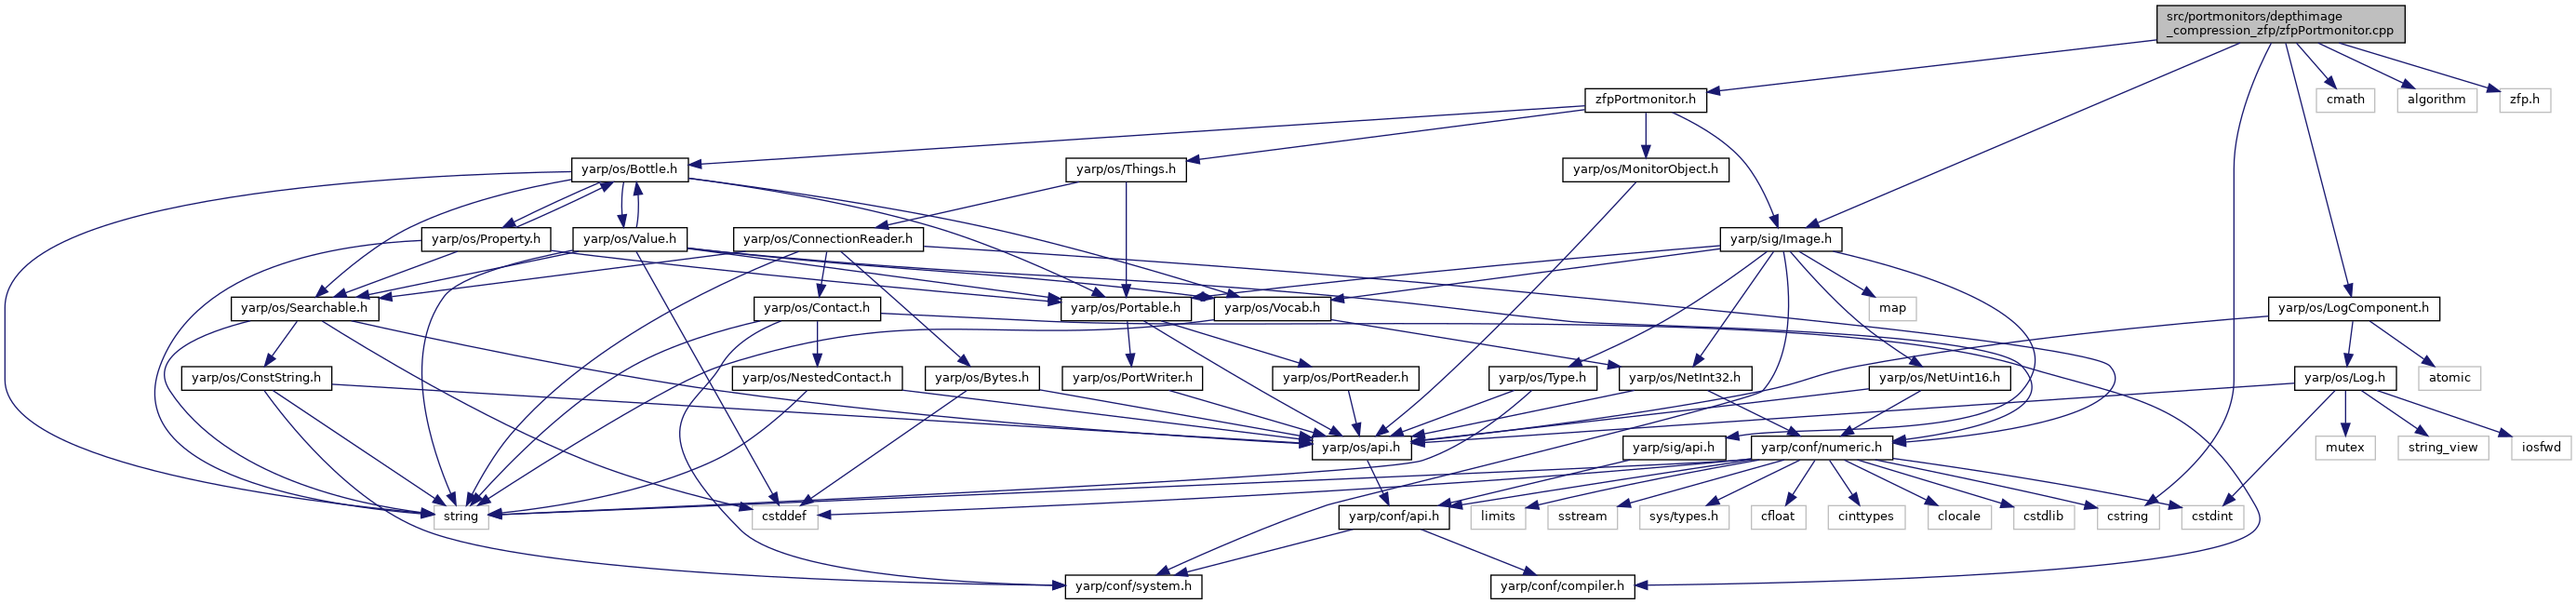 src/portmonitors/depthimage
_compression_zfp/zfpPortmonitor.cpp
zfpPortmonitor.h
cmath
algorithm
zfp.h
yarp/os/Bottle.h
yarp/os/Things.h
yarp/os/MonitorObject.h
yarp/os/Property.h
yarp/os/Value.h
yarp/os/ConnectionReader.h
yarp/sig/Image.h
yarp/os/Searchable.h
yarp/os/Contact.h
yarp/os/Portable.h
yarp/os/Vocab.h
map
yarp/os/LogComponent.h
yarp/os/ConstString.h
yarp/os/NestedContact.h
yarp/os/Bytes.h
yarp/os/PortWriter.h
yarp/os/PortReader.h
yarp/os/Type.h
yarp/os/NetInt32.h
yarp/os/NetUint16.h
yarp/os/Log.h
atomic
yarp/os/api.h
yarp/sig/api.h
yarp/conf/numeric.h
mutex
string_view
iosfwd
string
cstddef
yarp/conf/api.h
limits
sstream
sys/types.h
cfloat
cinttypes
clocale
cstdlib
cstring
cstdint
yarp/conf/system.h
yarp/conf/compiler.h